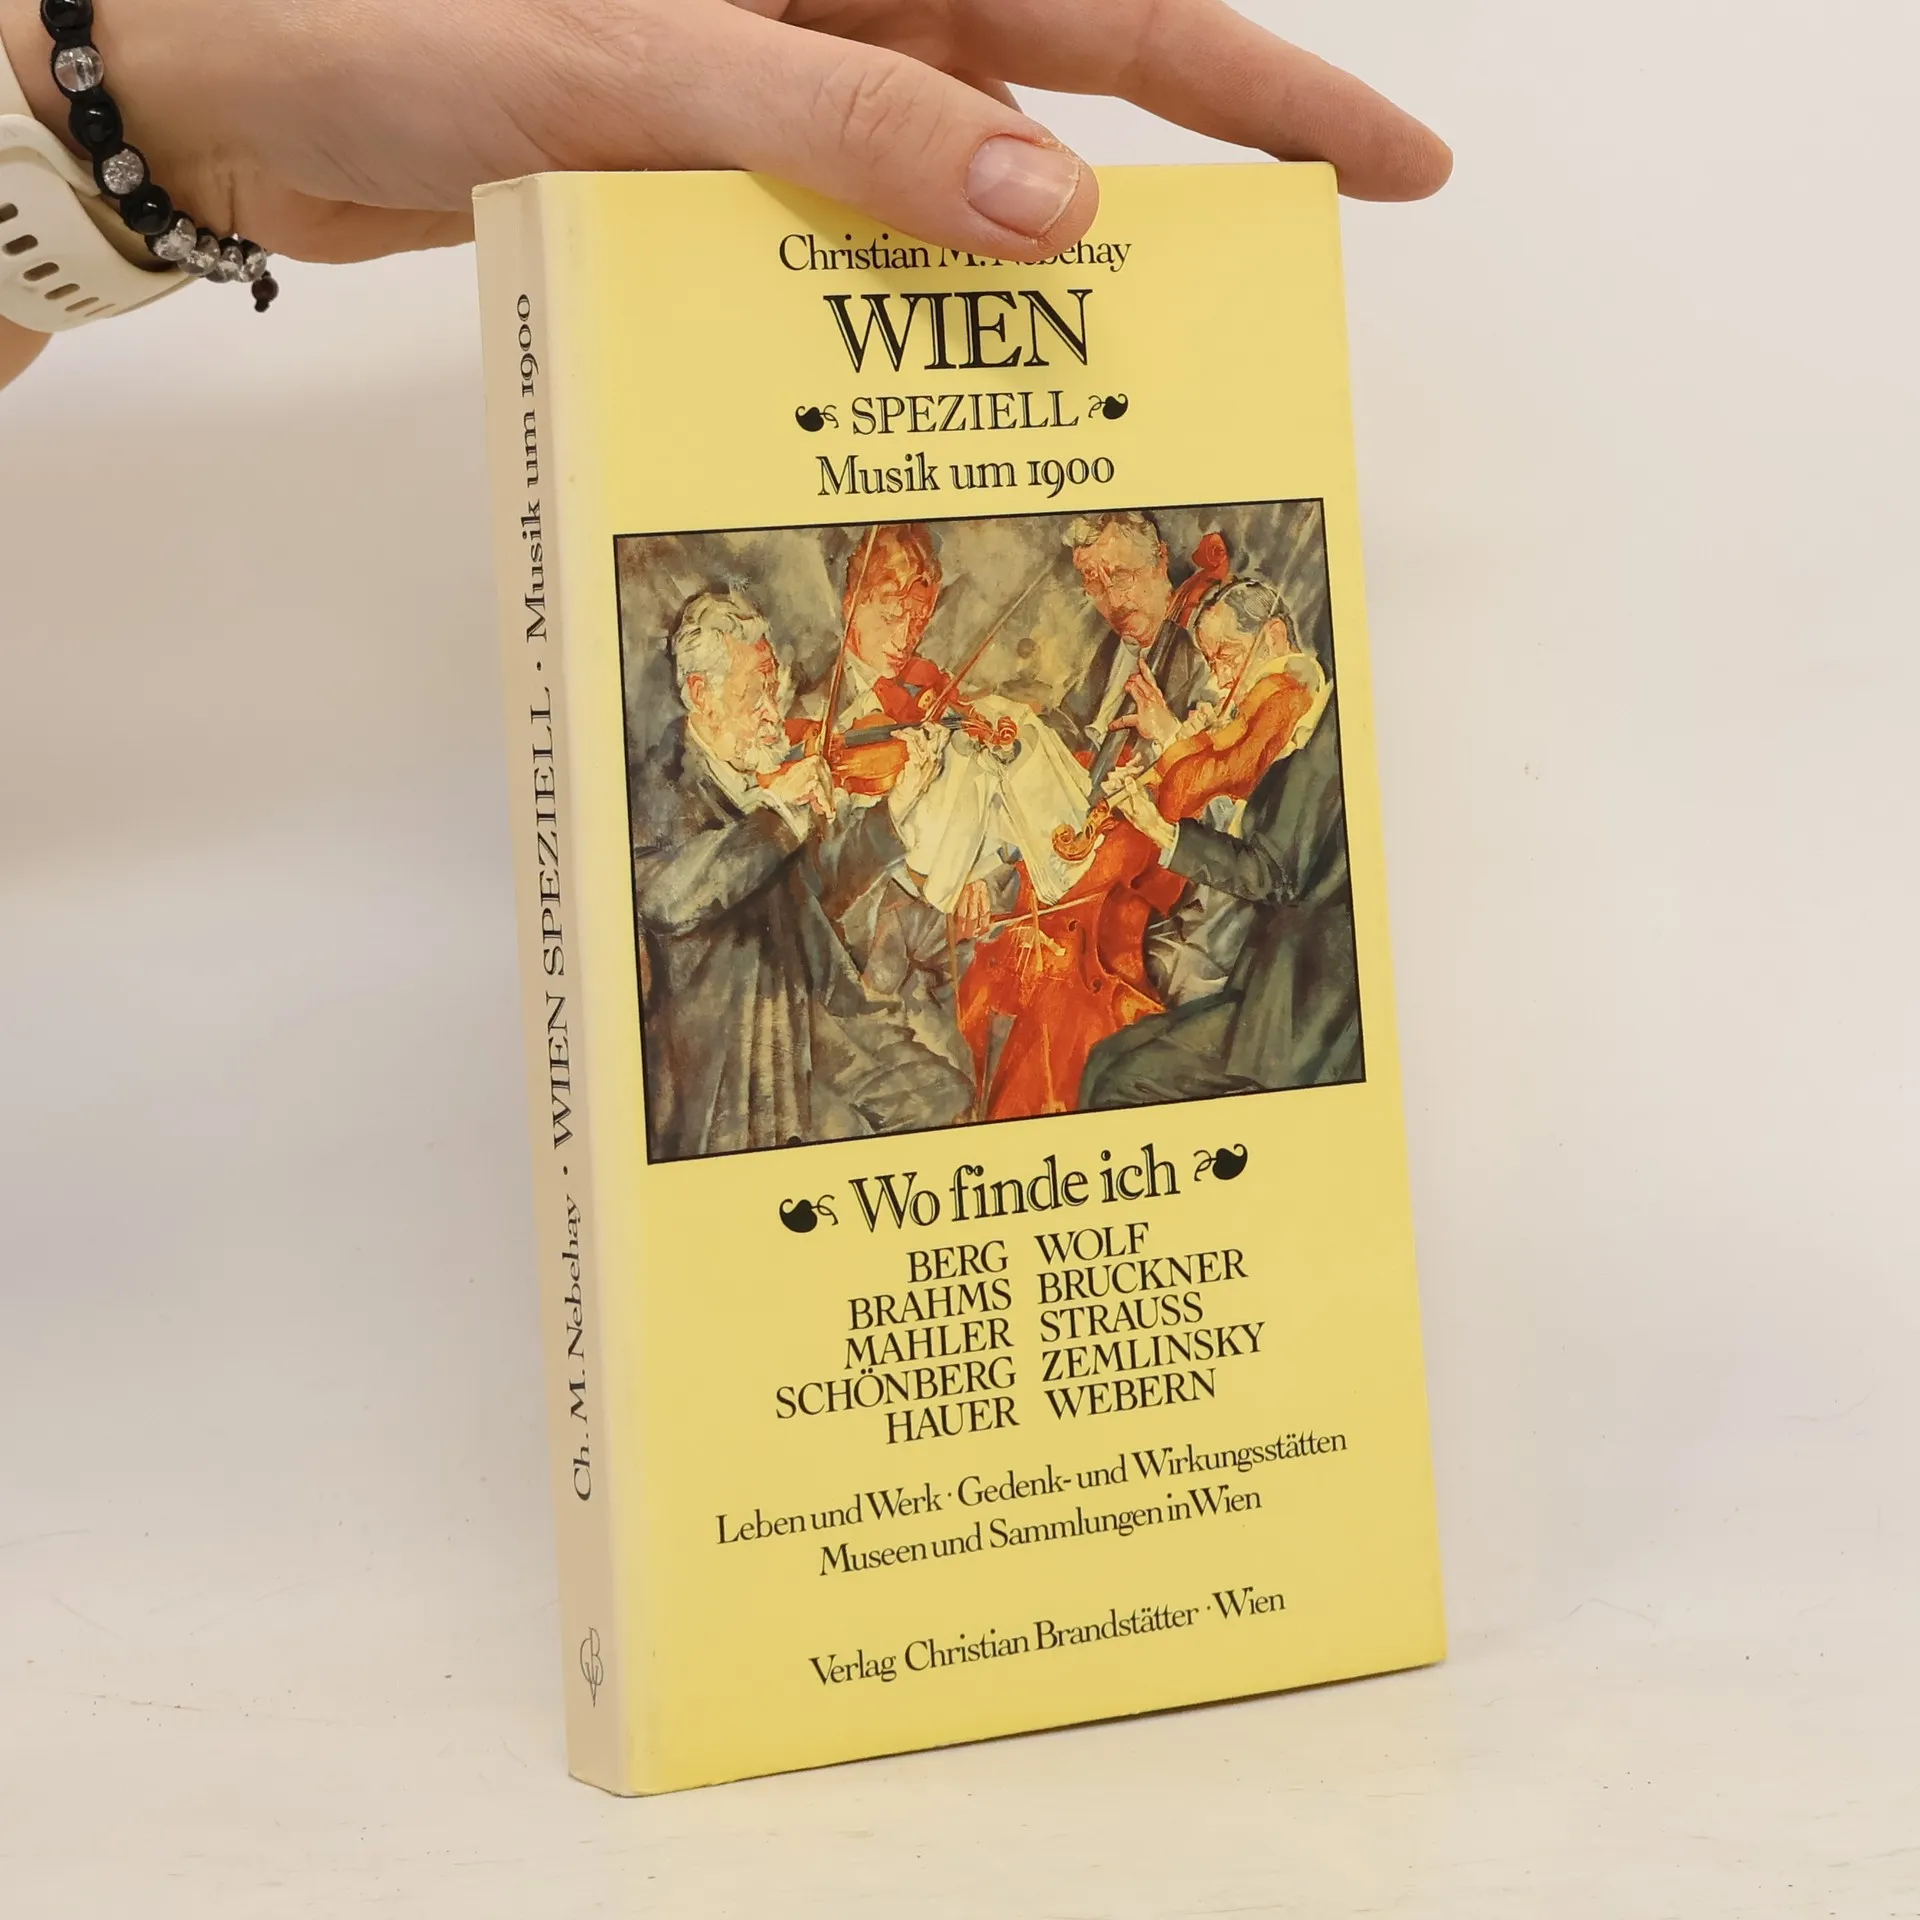 Christian M. Nebehay
WIEN
SPEZIELL
Musik um 1900
Wo finde ich
BERG WOLF
BRAHMS BRUCKNER
MAHLER STRAUSS
SCHÖNBERG ZEMLINSKY
HAUER WEBERN
Leben und Werk · Gedenk- und Wirkungsstätten
Museen und Sammlungen in Wien
Verlag Christian Brandstätter · Wien
Ch. M. Nebehay · WIEN SPEZIELL · Musik um 1900